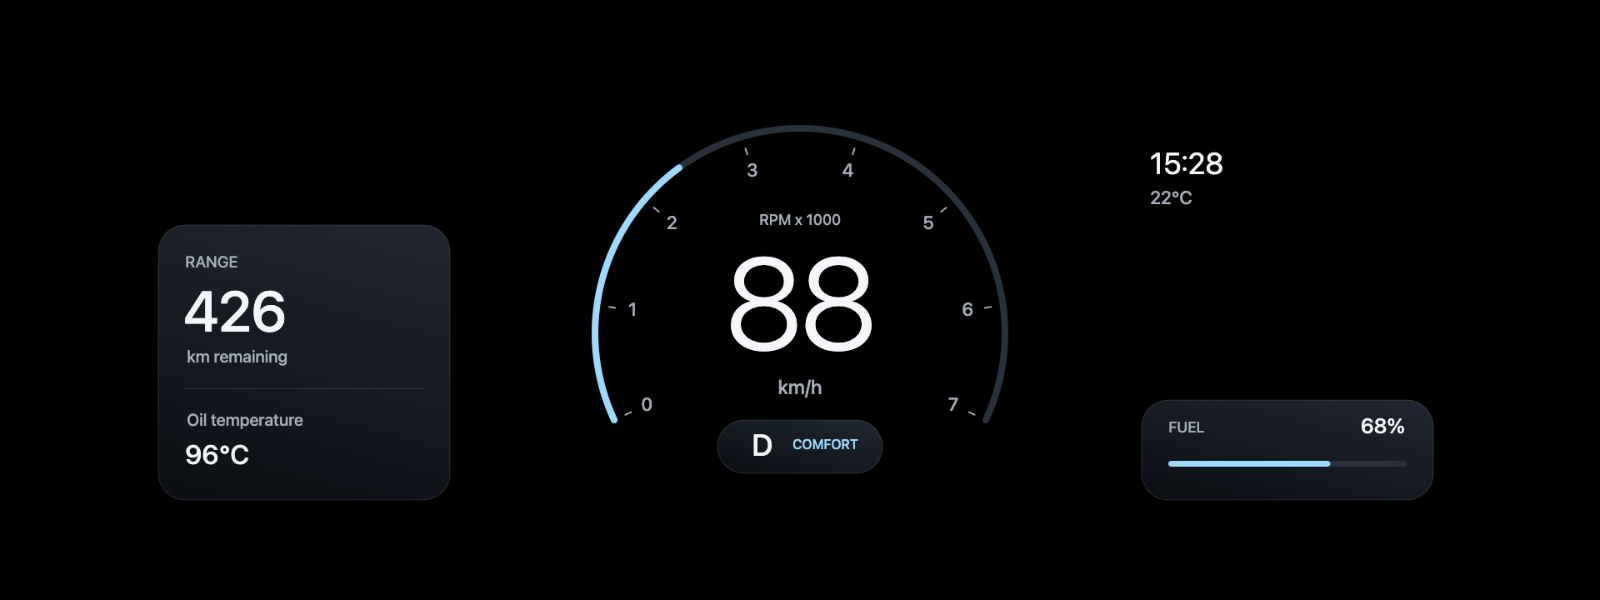 RANGE
426
km remaining
Oil temperature
96°C
0
1
2
3
4
5
6
7
RPM x 1000
88
km/h
D COMFORT
15:28
22°C
FUEL 68%